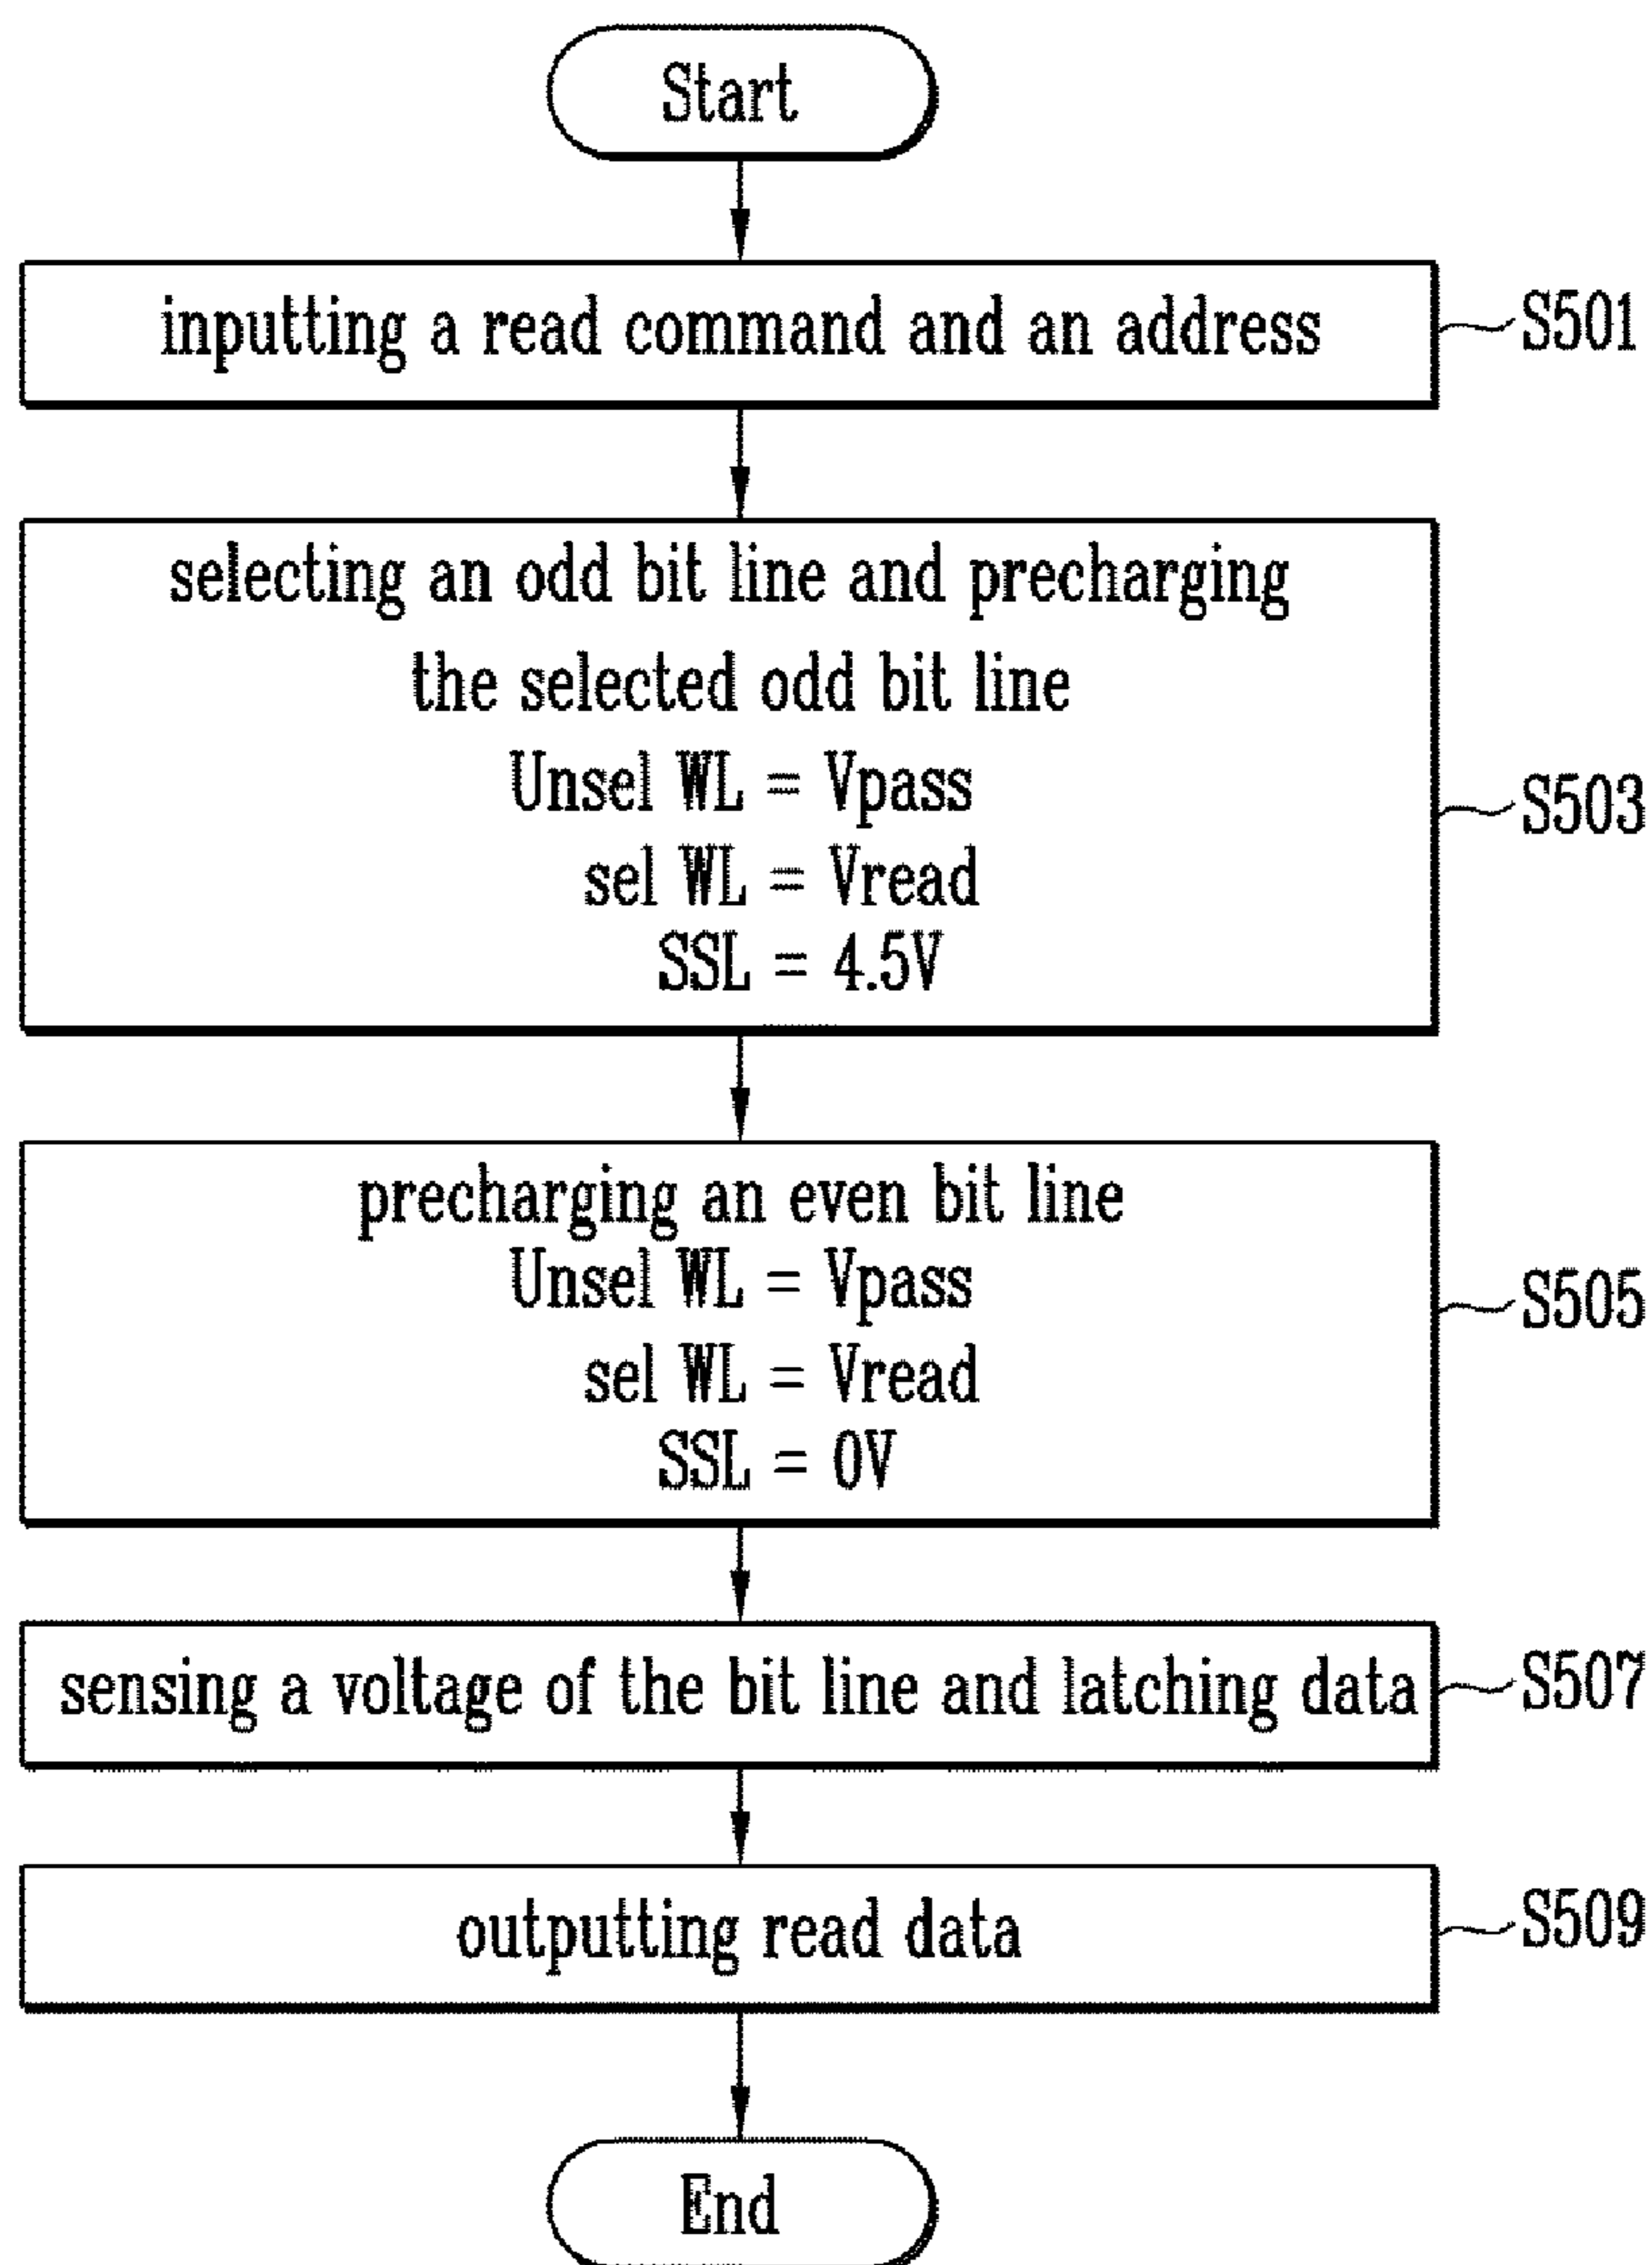 Start
inputting a read command and an address
S501
selecting an odd bit line and precharging
the selected odd bit line
Unsel WL = Vpass
sel WL = Vread
SSL = 4.5V
S503
precharging an even bit line
Unsel WL = Vpass
sel WL = Vread
SSL = 0V
S505
sensing a voltage of the bit line and latching data
S507
outputting read data
S509
End